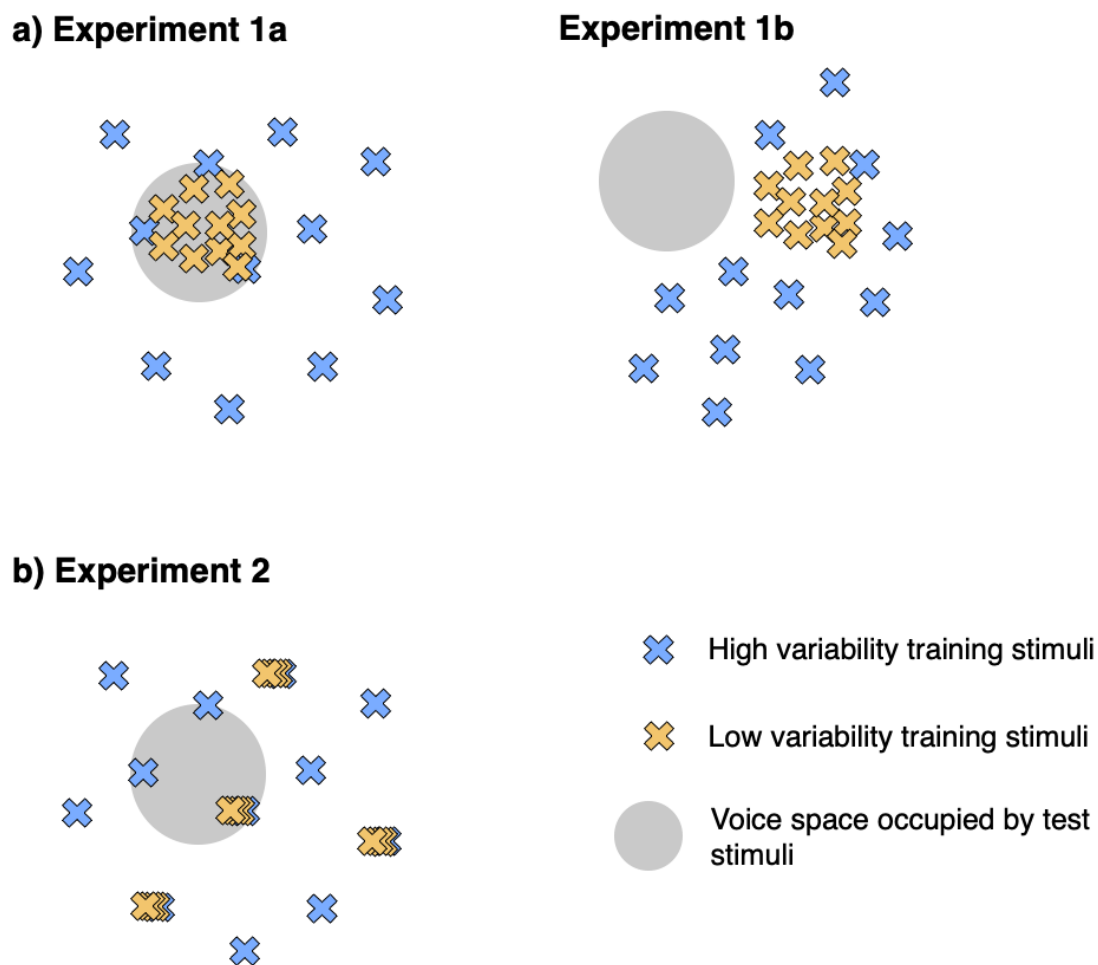 a) Experiment 1a
Experiment 1b
b) Experiment 2
High variability training stimuli
Low variability training stimuli
Voice space occupied by test
stimuli